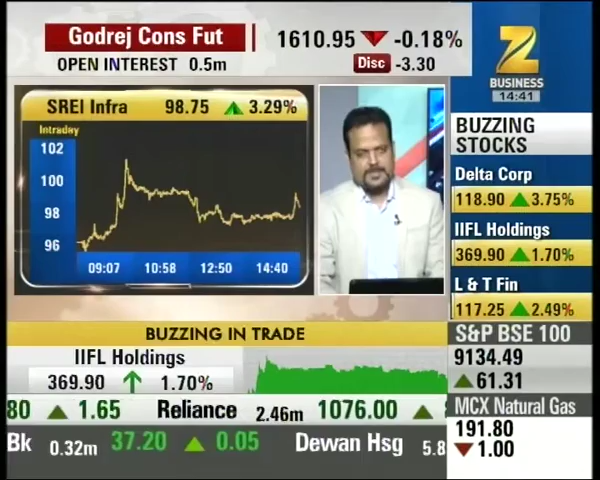 Godrej Cons Fut
1610.95 -0.18%
OPEN INTEREST 0.5m
Disc -3.30
Z
BUSINESS
14:41
SREI Infra 98.75 3.29%
Intraday
102
100
98
96
09:07 10:58 12:50 14:40
BUZZING
STOCKS
Delta Corp
118.90 3.75%
IIFL Holdings
369.90 1.70%
L & T Fin
117.25 2.49%
BUZZING IN TRADE
IIFL Holdings
369.90 1.70%
S&P BSE 100
9134.49
61.31
MCX Natural Gas
191.80
1.00
80 1.65 Reliance 2.46m 1076.00
Bk 0.32m 37.20 0.05 Dewan Hsg 5.8